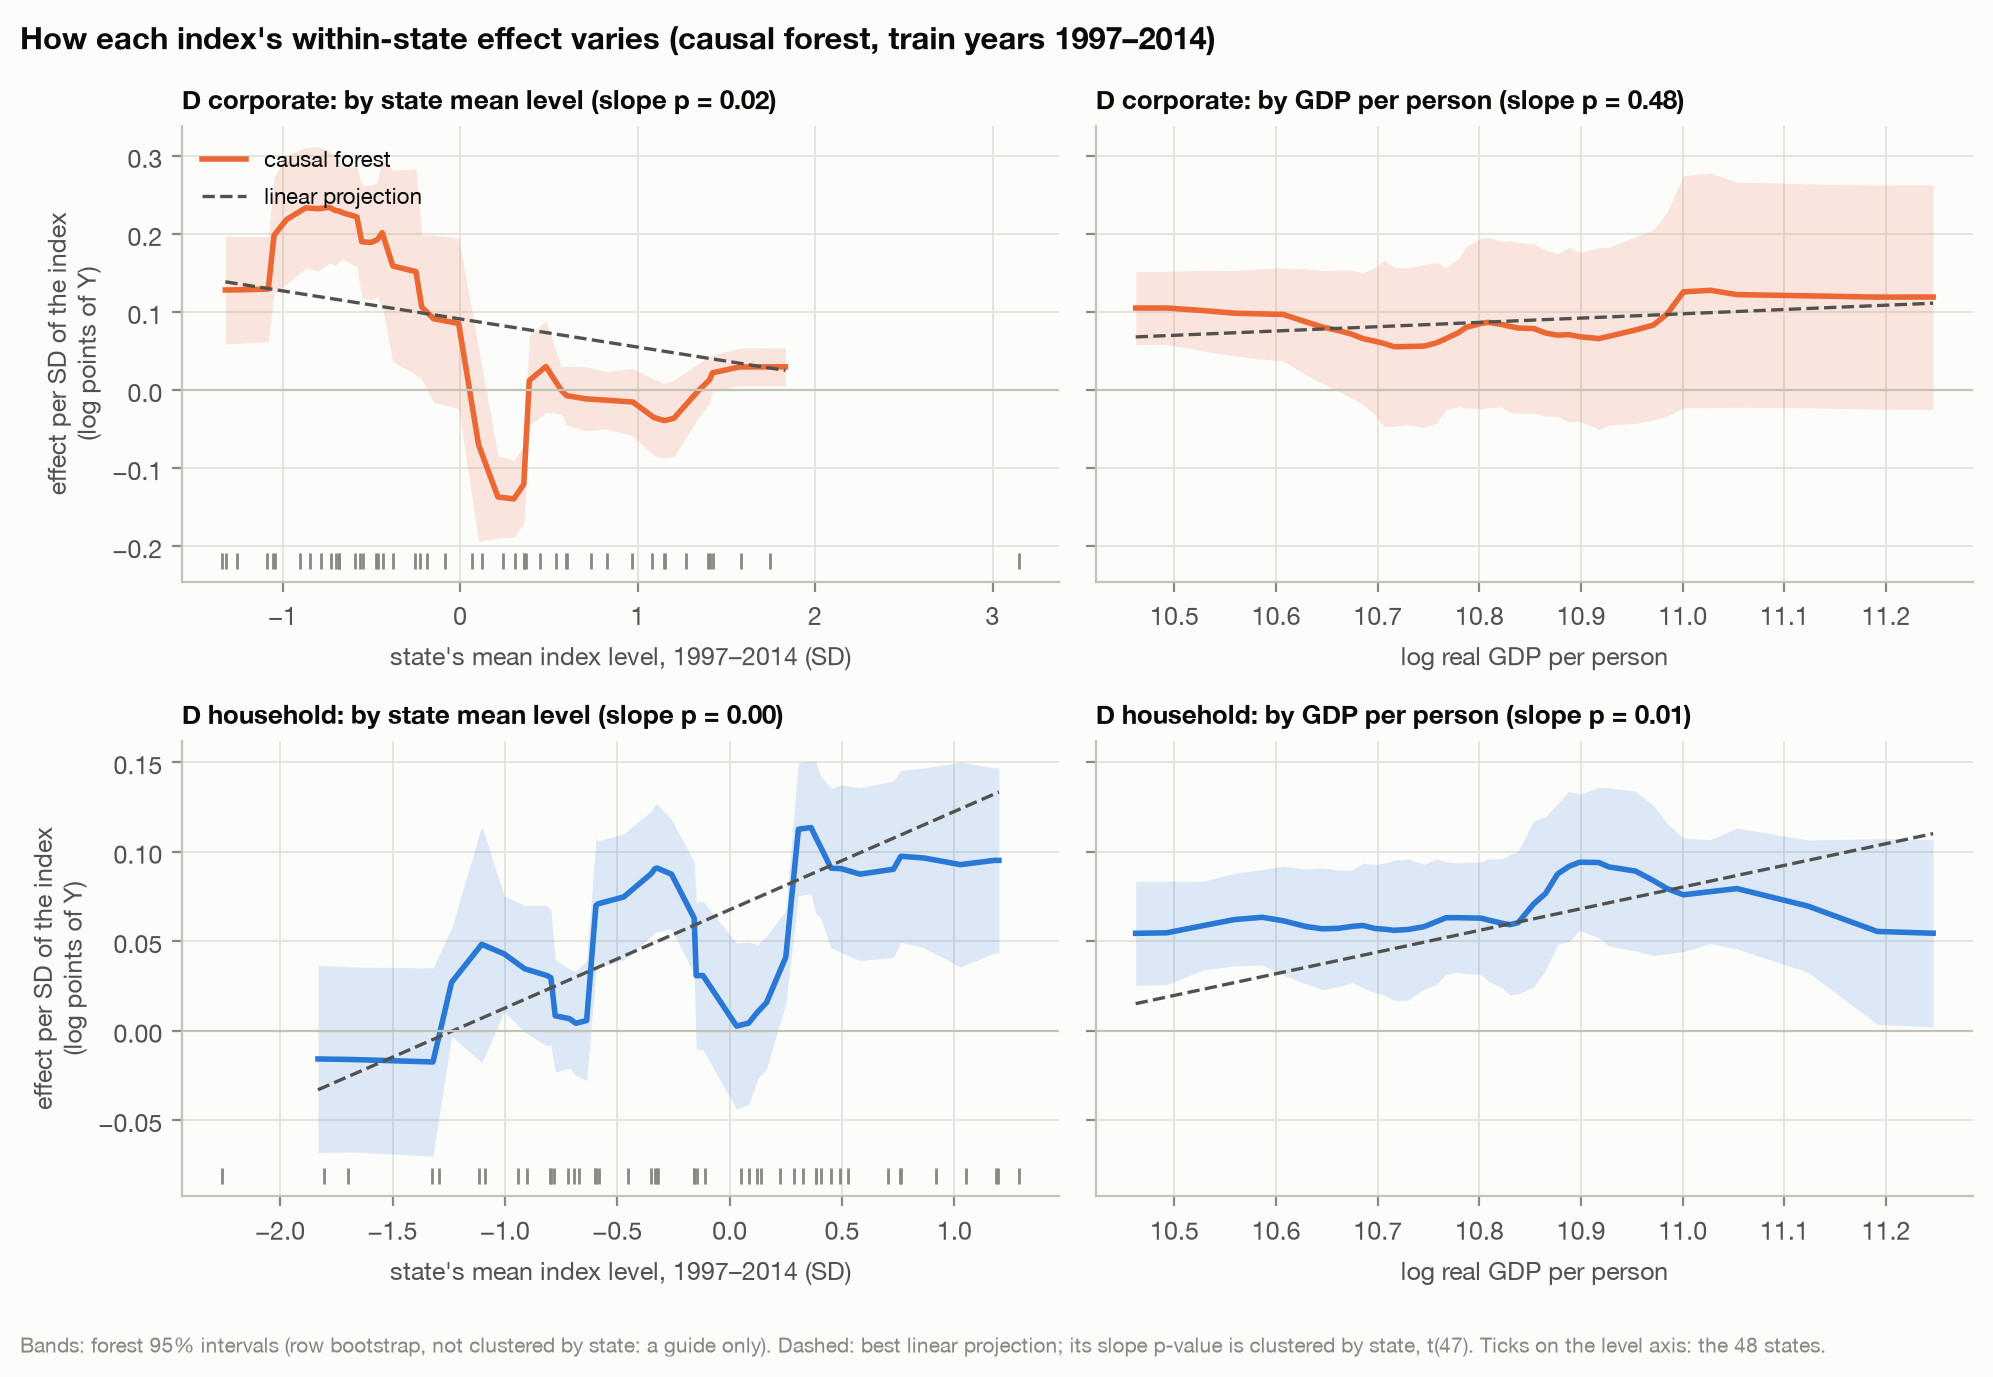 How each index's within-state effect varies (causal forest, train years 1997–2014)
D corporate: by state mean level (slope p = 0.02)
causal forest
linear projection
effect per SD of the index
(log points of Y)
0.3
0.2
0.1
0.0
−0.1
−0.2
−1
0
1
2
3
state's mean index level, 1997–2014 (SD)
D corporate: by GDP per person (slope p = 0.48)
10.5
10.6
10.7
10.8
10.9
11.0
11.1
11.2
log real GDP per person
D household: by state mean level (slope p = 0.00)
effect per SD of the index
(log points of Y)
0.15
0.10
0.05
0.00
−0.05
−2.0
−1.5
−1.0
−0.5
0.0
0.5
1.0
state's mean index level, 1997–2014 (SD)
D household: by GDP per person (slope p = 0.01)
10.5
10.6
10.7
10.8
10.9
11.0
11.1
11.2
log real GDP per person
Bands: forest 95% intervals (row bootstrap, not clustered by state: a guide only). Dashed: best linear projection; its slope p-value is clustered by state, t(47). Ticks on the level axis: the 48 states.